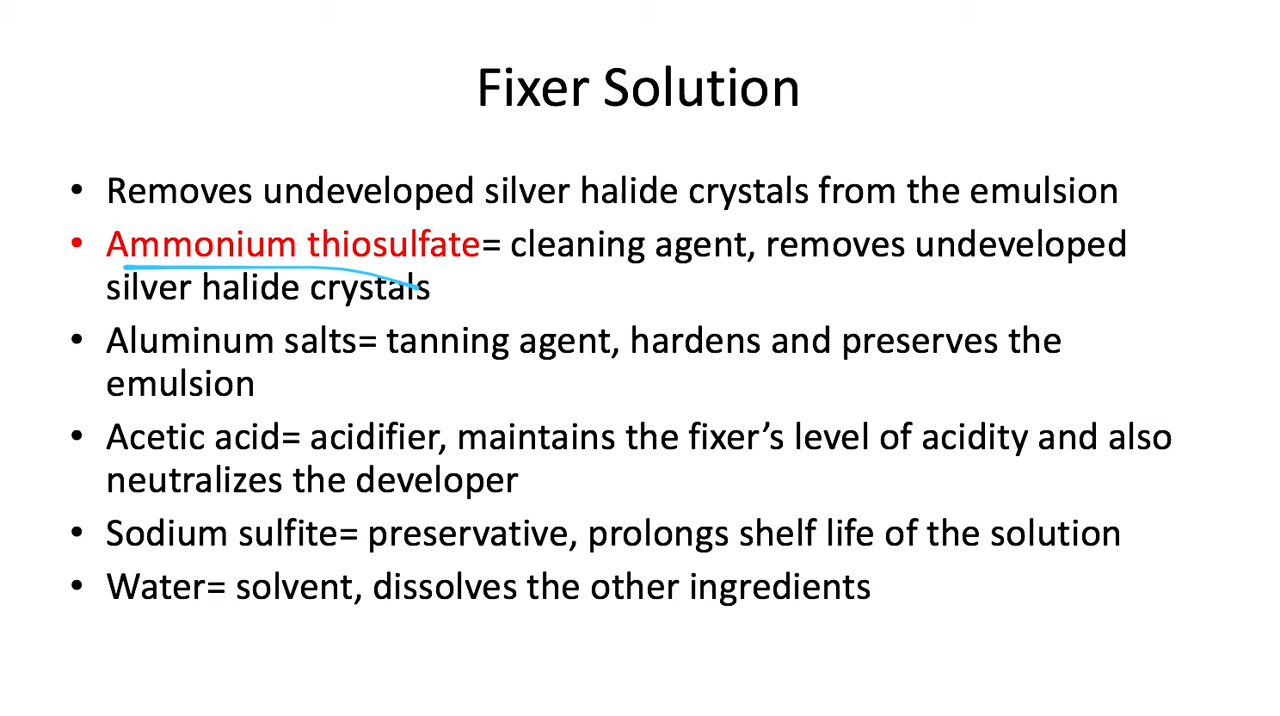 Fixer Solution
• Removes undeveloped silver halide crystals from the emulsion
• Ammonium thiosulfate= cleaning agent, removes undeveloped
silver halide crystals
• Aluminum salts= tanning agent, hardens and preserves the
emulsion
• Acetic acid= acidifier, maintains the fixer’s level of acidity and also
neutralizes the developer
• Sodium sulfite= preservative, prolongs shelf life of the solution
• Water= solvent, dissolves the other ingredients